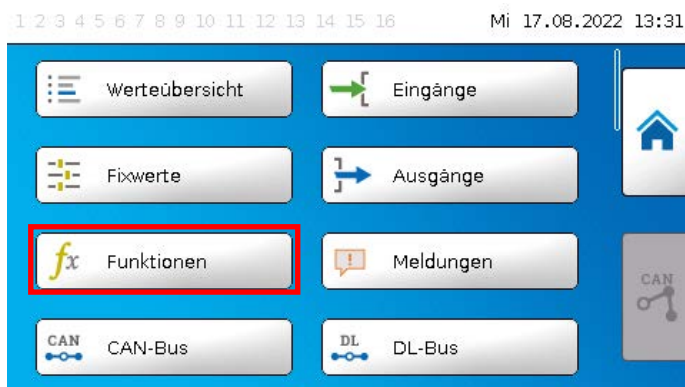 1 2 3 4 5 6 7 8 9 10 11 12 13 14 15 16 Mi 17.08.2022 13:31
Werteübersicht
Eingänge
Fixwerte
Ausgänge
fx Funktionen
Meldungen
CAN
CAN CAN-Bus
DL DL-Bus